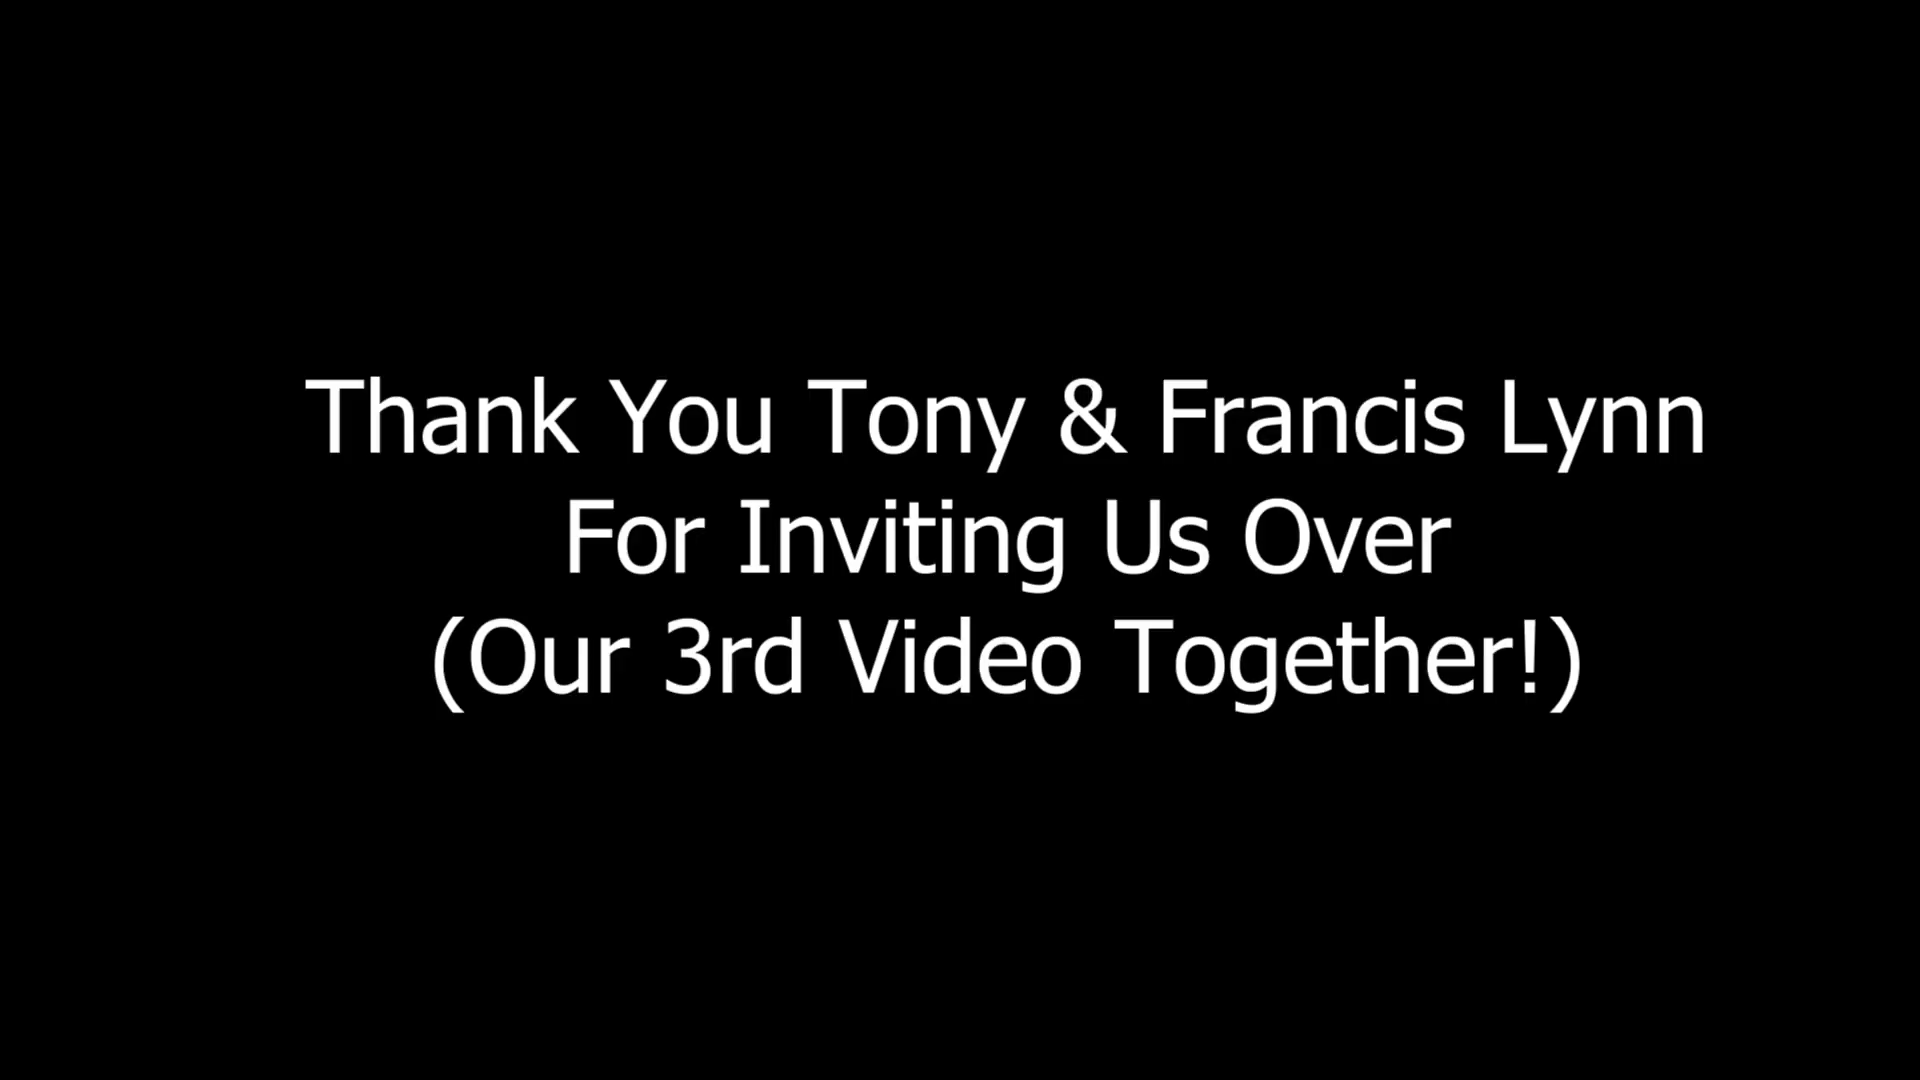 Thank You Tony & Francis Lynn
For Inviting Us Over
(Our 3rd Video Together!)